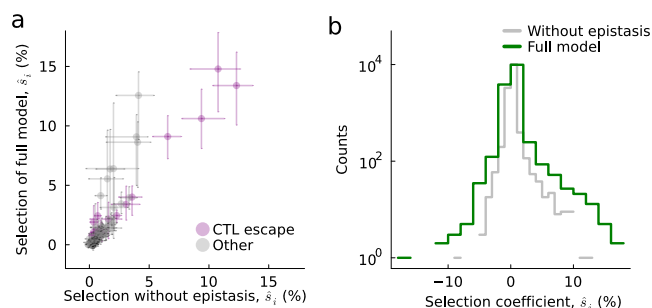 a
Selection of full model, ŝᵢ (%)
15
10
5
0
0
5
10
15
Selection without epistasis, ŝᵢ (%)
CTL escape
Other
b
Without epistasis
Full model
Counts
10⁴
10²
10⁰
−10
0
10
Selection coefficient, ŝᵢ (%)